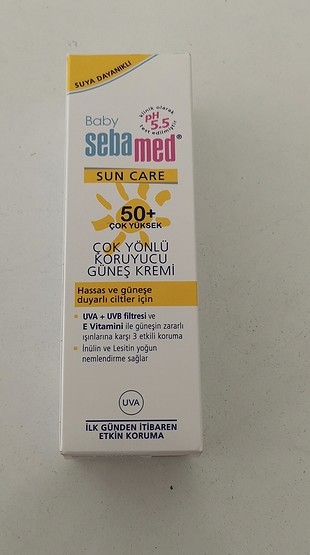 SUYA DAYANIKLI
Baby
klinik olarak
pH
5.5
test edilmiştir
sebamed®
SUN CARE
50+
ÇOK YÜKSEK
ÇOK YÖNLÜ
KORUYUCU
GÜNEŞ KREMİ
Hassas ve güneşe
duyarlı ciltler için
UVA + UVB filtresi ve
E Vitamini ile güneşin zararlı
ışınlarına karşı 3 etkili koruma
İnülin ve Lesitin yoğun
nemlendirme sağlar
UVA
İLK GÜNDEN İTİBAREN
ETKİN KORUMA